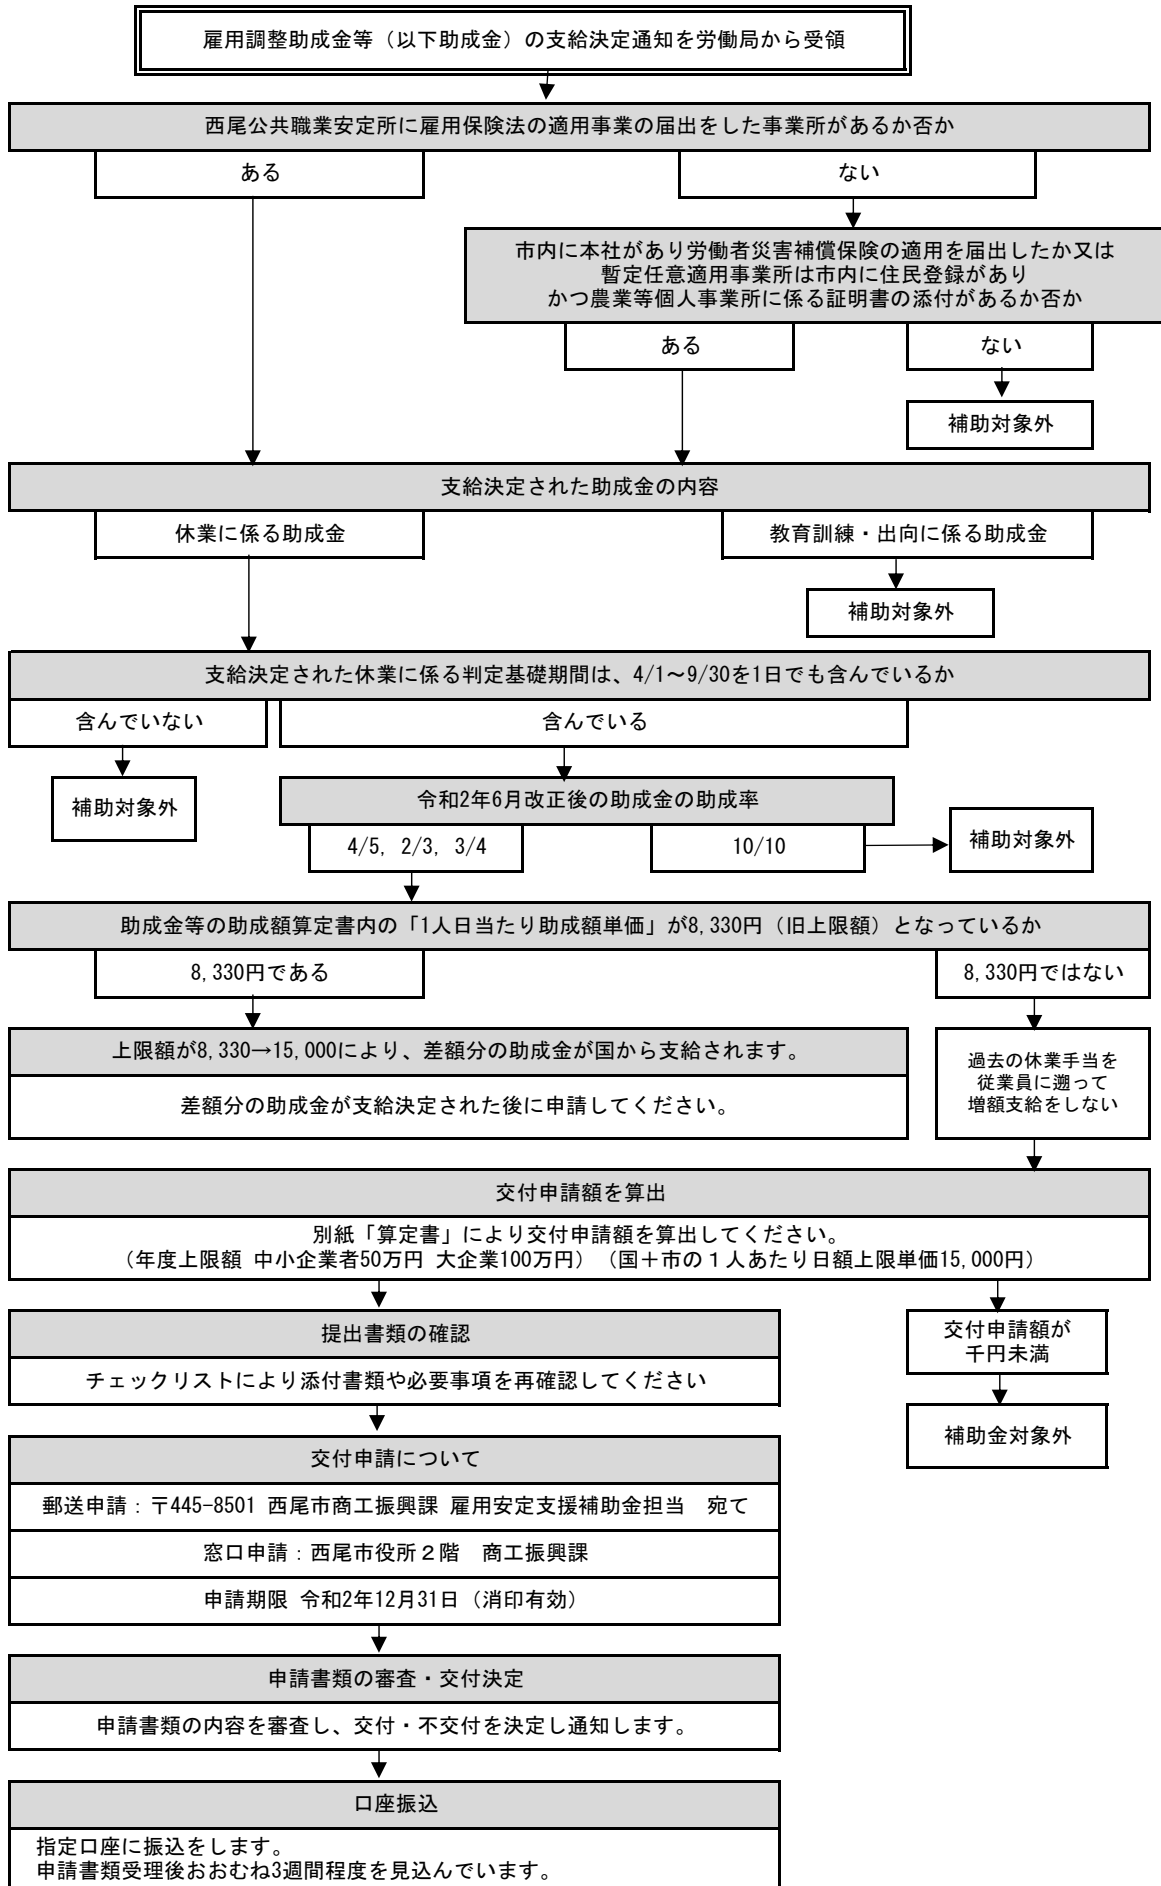 雇用調整助成金等（以下助成金）の支給決定通知を労働局から受領
西尾公共職業安定所に雇用保険法の適用事業の届出をした事業所があるか否か
ある
ない
市内に本社があり労働者災害補償保険の適用を届出したか又は
暫定任意適用事業所は市内に住民登録があり
かつ農業等個人事業所に係る証明書の添付があるか否か
ある
ない
補助対象外
支給決定された助成金の内容
休業に係る助成金
教育訓練・出向に係る助成金
補助対象外
支給決定された休業に係る判定基礎期間は、4/1～9/30を1日でも含んでいるか
含んでいない
含んでいる
補助対象外
令和2年6月改正後の助成金の助成率
4/5, 2/3, 3/4
10/10
補助対象外
助成金等の助成額算定書内の「1人日当たり助成額単価」が8,330円（旧上限額）となっているか
8,330円である
8,330円ではない
上限額が8,330→15,000により、差額分の助成金が国から支給されます。
差額分の助成金が支給決定された後に申請してください。
過去の休業手当を
従業員に遡って
増額支給をしない
交付申請額を算出
別紙「算定書」により交付申請額を算出してください。
（年度上限額 中小企業者50万円 大企業100万円）（国＋市の１人あたり日額上限単価15,000円）
提出書類の確認
チェックリストにより添付書類や必要事項を再確認してください
交付申請額が
千円未満
補助金対象外
交付申請について
郵送申請：〒445-8501 西尾市商工振興課 雇用安定支援補助金担当　宛て
窓口申請：西尾市役所２階　商工振興課
申請期限 令和2年12月31日（消印有効）
申請書類の審査・交付決定
申請書類の内容を審査し、交付・不交付を決定し通知します。
口座振込
指定口座に振込をします。
申請書類受理後おおむね3週間程度を見込んでいます。